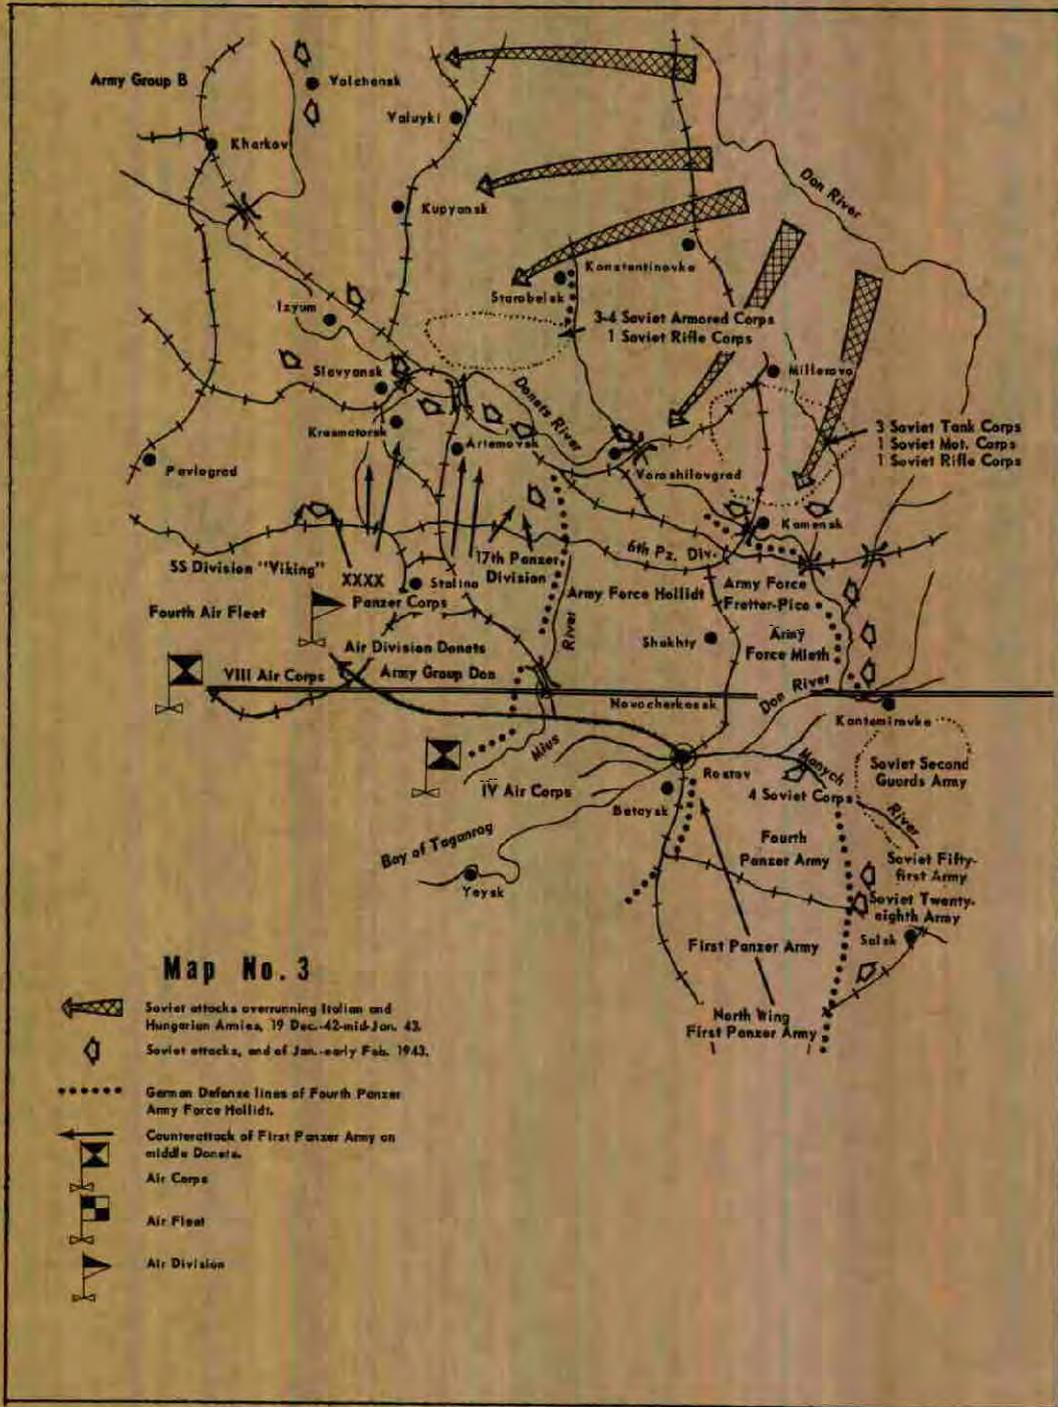 Army Group B
Volchansk
Valuyki
Kharkov
Don River
Kupyansk
Konstantinovka
Starobelsk
Izyum
3-4 Soviet Armored Corps
1 Soviet Rifle Corps
Slavyansk
Millerovo
Donets River
3 Soviet Tank Corps
1 Soviet Mot. Corps
1 Soviet Rifle Corps
Kramatorsk
Artemovsk
Pavlograd
Voroshilovgrad
Kamensk
6th Pz. Div.
SS Division "Viking"
XXXX
Panzer Corps
Stalino
17th Panzer
Division
Army Force Hollidt
Army Force
Fretter-Pico
Fourth Air Fleet
River
Shakhty
Army
Force Mieth
Air Division Donets
VIII Air Corps
Army Group Don
Don River
Novocherkassk
Kantemirovka
Mius
Manych
River
Soviet Second
Guards Army
Rostov
IV Air Corps
4 Soviet Corps
Bataysk
Bay of Taganrog
Fourth
Panzer Army
Soviet Fifty-
first Army
Yeysk
Soviet Twenty-
eighth Army
Salsk
First Panzer Army
North Wing
First Panzer Army
Map No. 3
Soviet attacks overrunning Italian and
Hungarian Armies, 19 Dec.-42-mid-Jan. 43.
Soviet attacks, end of Jan.-early Feb. 1943.
German Defense lines of Fourth Panzer
Army Force Hollidt.
Counterattack of First Panzer Army on
middle Donets.
Air Corps
Air Fleet
Air Division